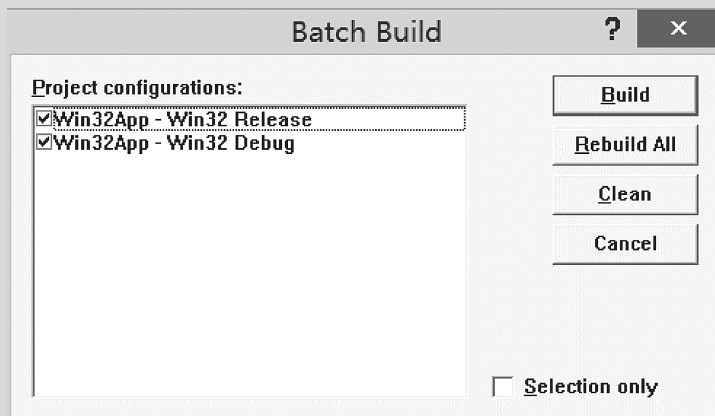 Batch Build
Project configurations:
Win32App - Win32 Release
Win32App - Win32 Debug
Build
Rebuild All
Clean
Cancel
Selection only